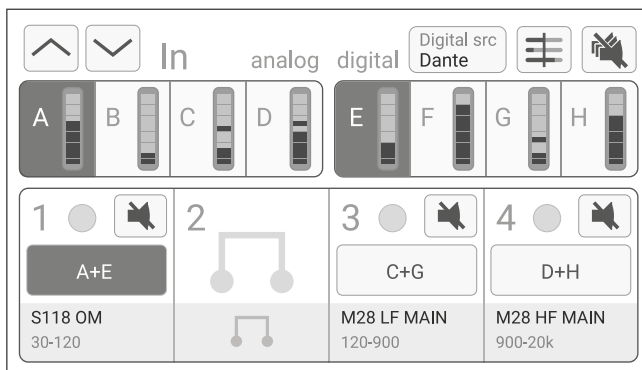 In analog digital Digital src
Dante
A B C D E F G H
1 2 3 4
A+E C+G D+H
S118 OM M28 LF MAIN M28 HF MAIN
30-120 120-900 900-20k